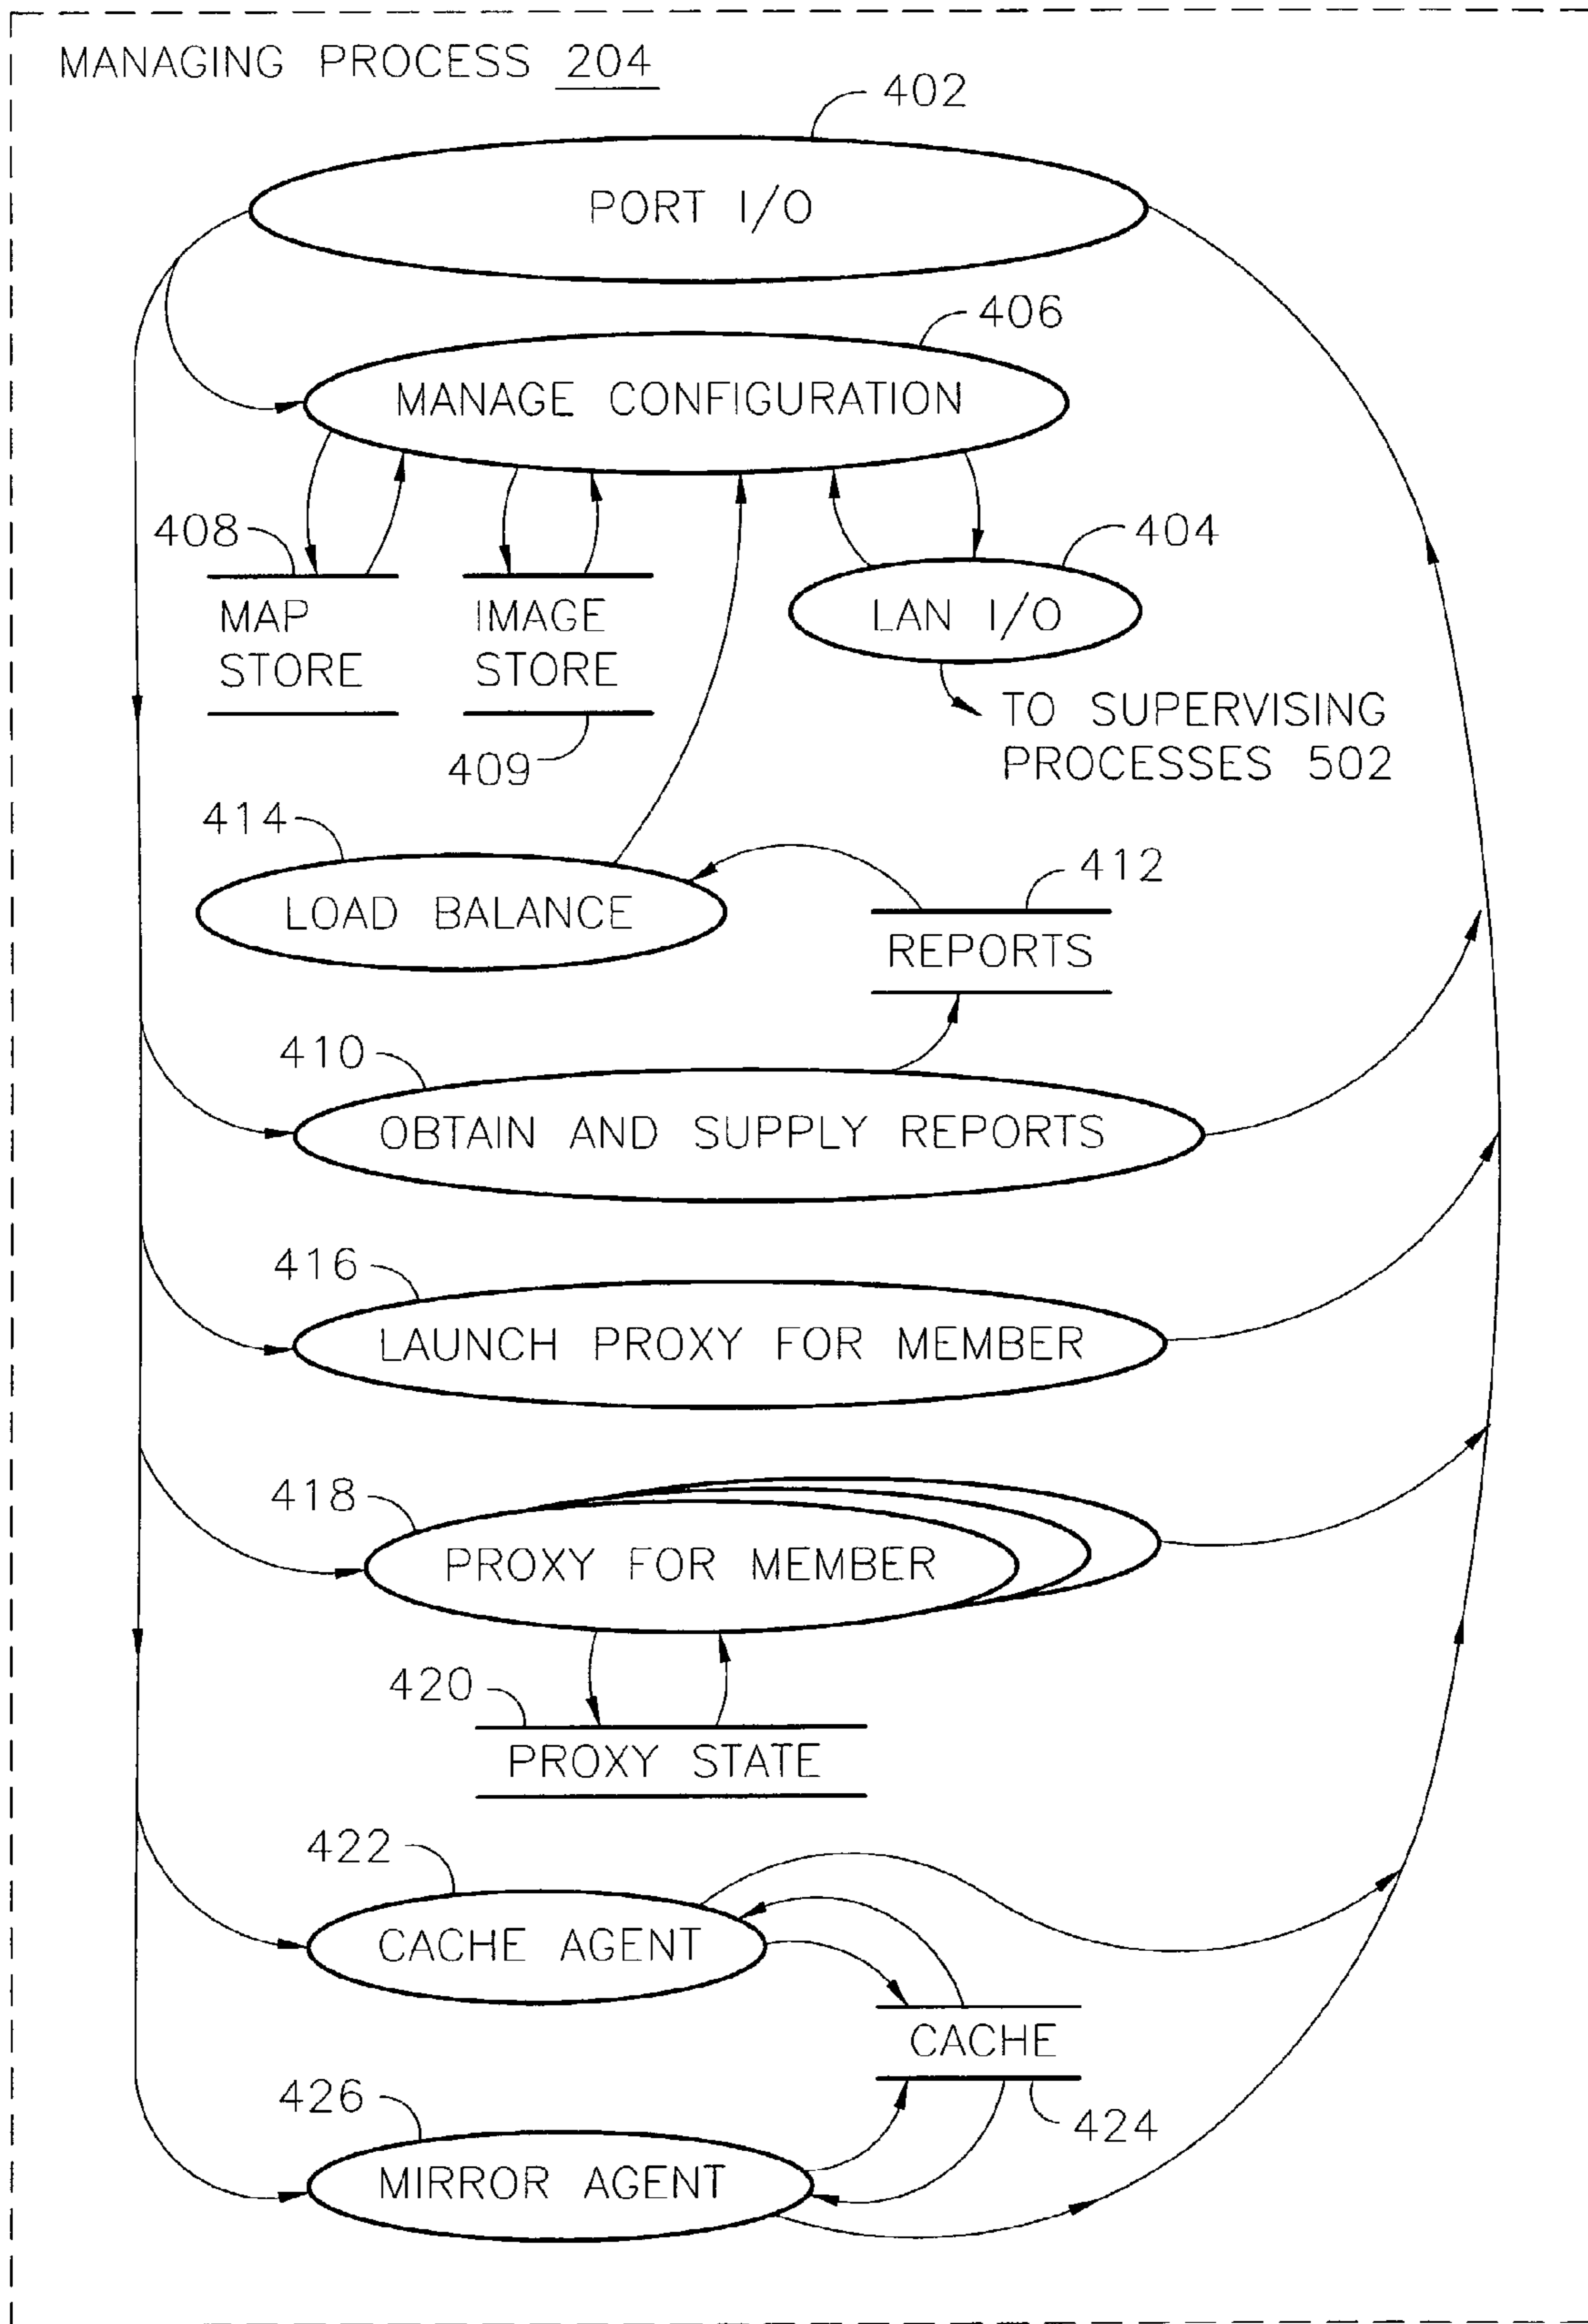 MANAGING PROCESS 204
402
PORT I/O
406
MANAGE CONFIGURATION
408
404
MAP
STORE
IMAGE
STORE
LAN I/O
409
TO SUPERVISING
PROCESSES 502
414
412
LOAD BALANCE
REPORTS
410
OBTAIN AND SUPPLY REPORTS
416
LAUNCH PROXY FOR MEMBER
418
PROXY FOR MEMBER
420
PROXY STATE
422
CACHE AGENT
CACHE
424
426
MIRROR AGENT